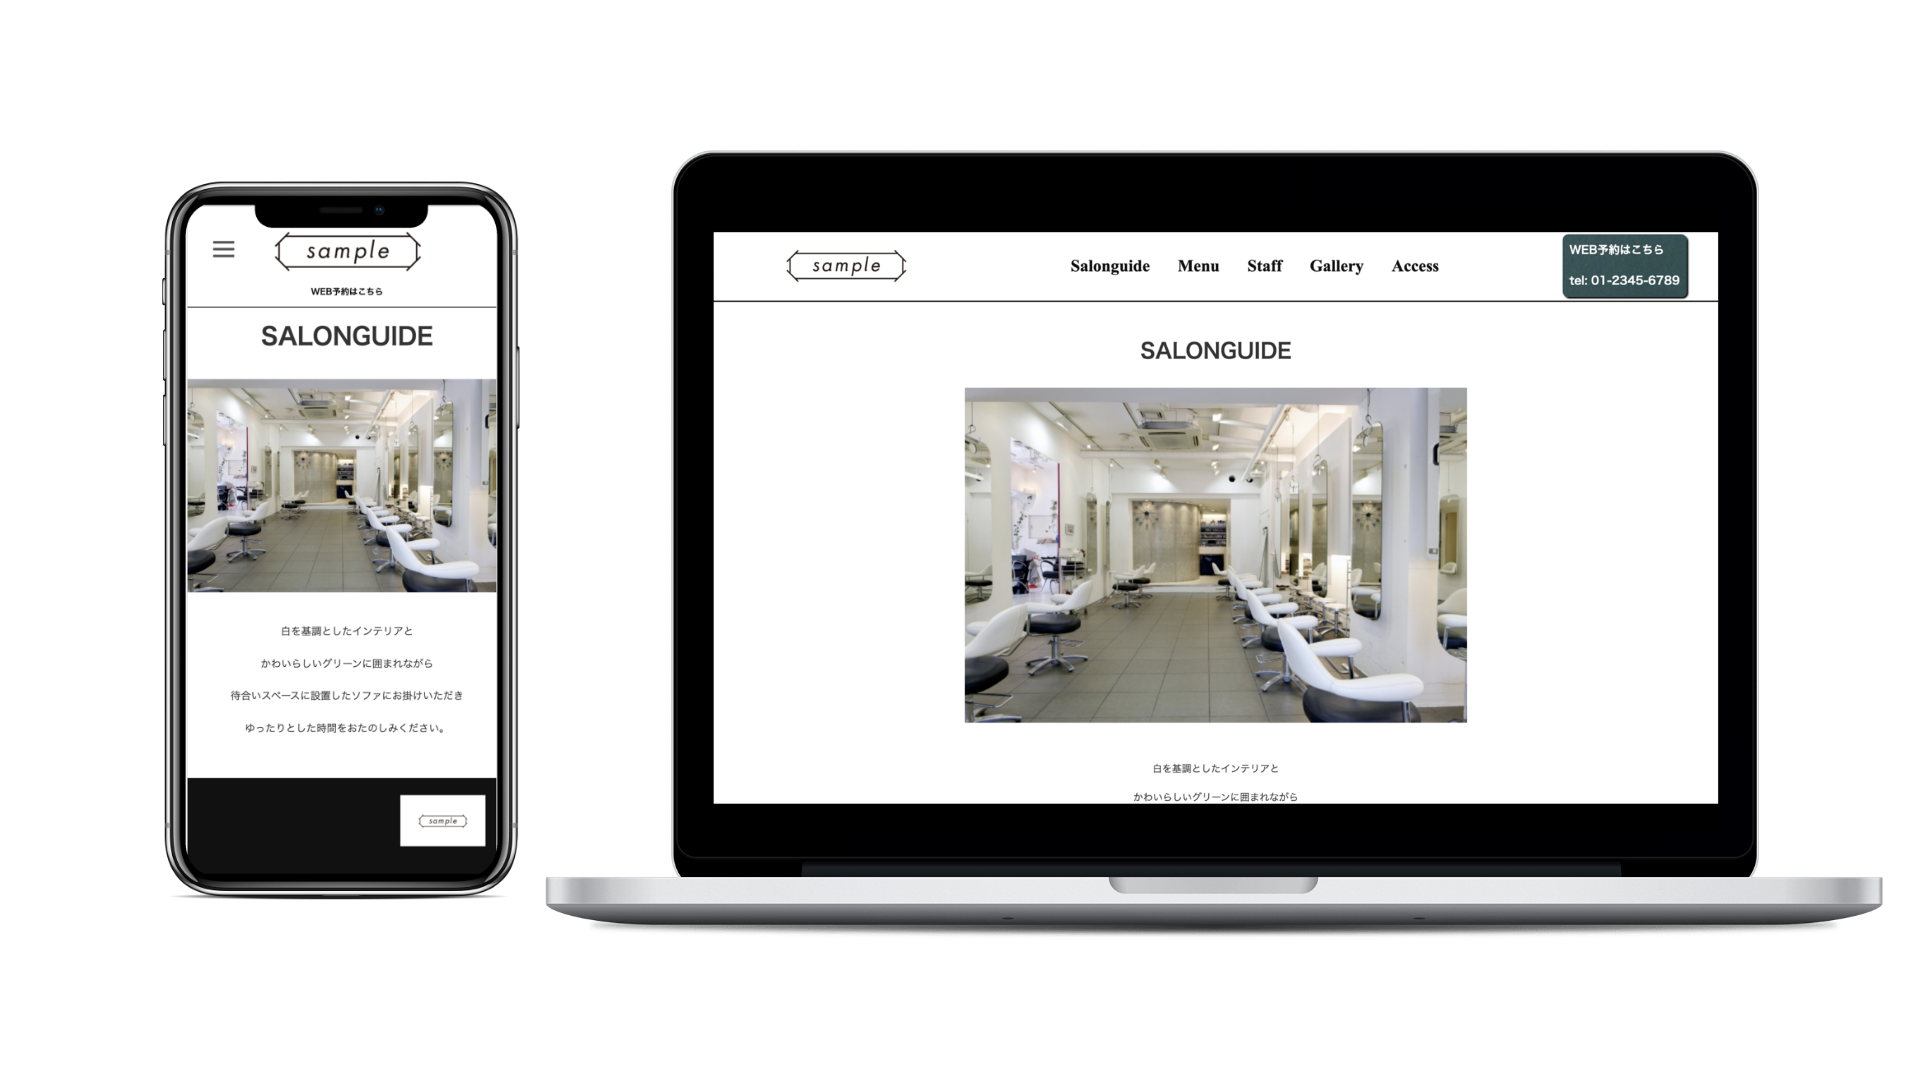 sample
WEB予約はこちら
SALONGUIDE
白を基調としたインテリアと
かわいらしいグリーンに囲まれながら
待合いスペースに設置したソファにお掛けいただき
ゆったりとした時間をおたのしみください。
sample
sample
Salonguide Menu Staff Gallery Access
WEB予約はこちら
tel: 01-2345-6789
SALONGUIDE
白を基調としたインテリアと
かわいらしいグリーンに囲まれながら